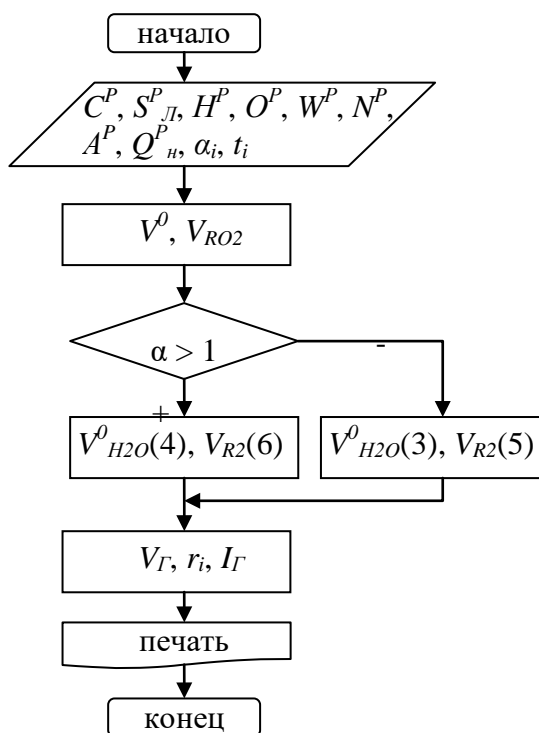 начало
C^P, S^P_Л, H^P, O^P, W^P, N^P,
A^P, Q^P_н, α_i, t_i
V^0, V_RO2
α > 1
-
+
V^0_H2O(4), V_R2(6)
V^0_H2O(3), V_R2(5)
V_Г, r_i, I_Г
печать
конец